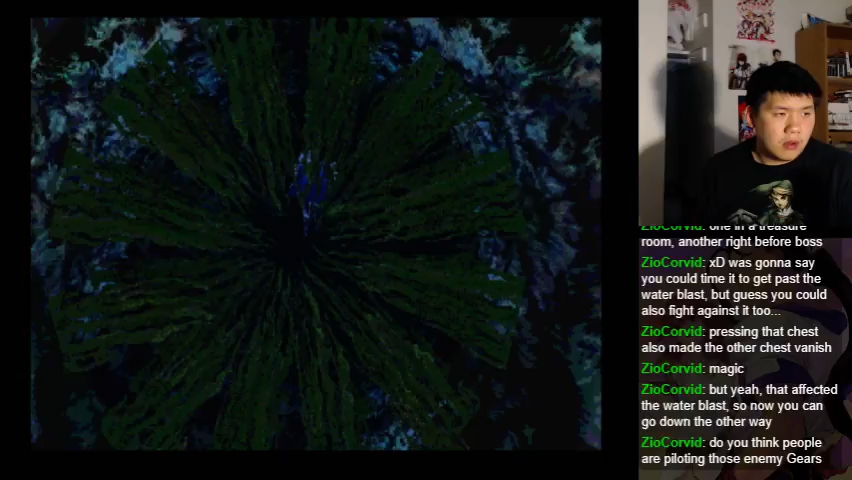 ZioCorvid: one in a treasure
room, another right before boss
ZioCorvid: xD was gonna say
you could time it to get past the
water blast, but guess you could
also fight against it too...
ZioCorvid: pressing that chest
also made the other chest vanish
ZioCorvid: magic
ZioCorvid: but yeah, that affected
the water blast, so now you can
go down the other way
ZioCorvid: do you think people
are piloting those enemy Gears